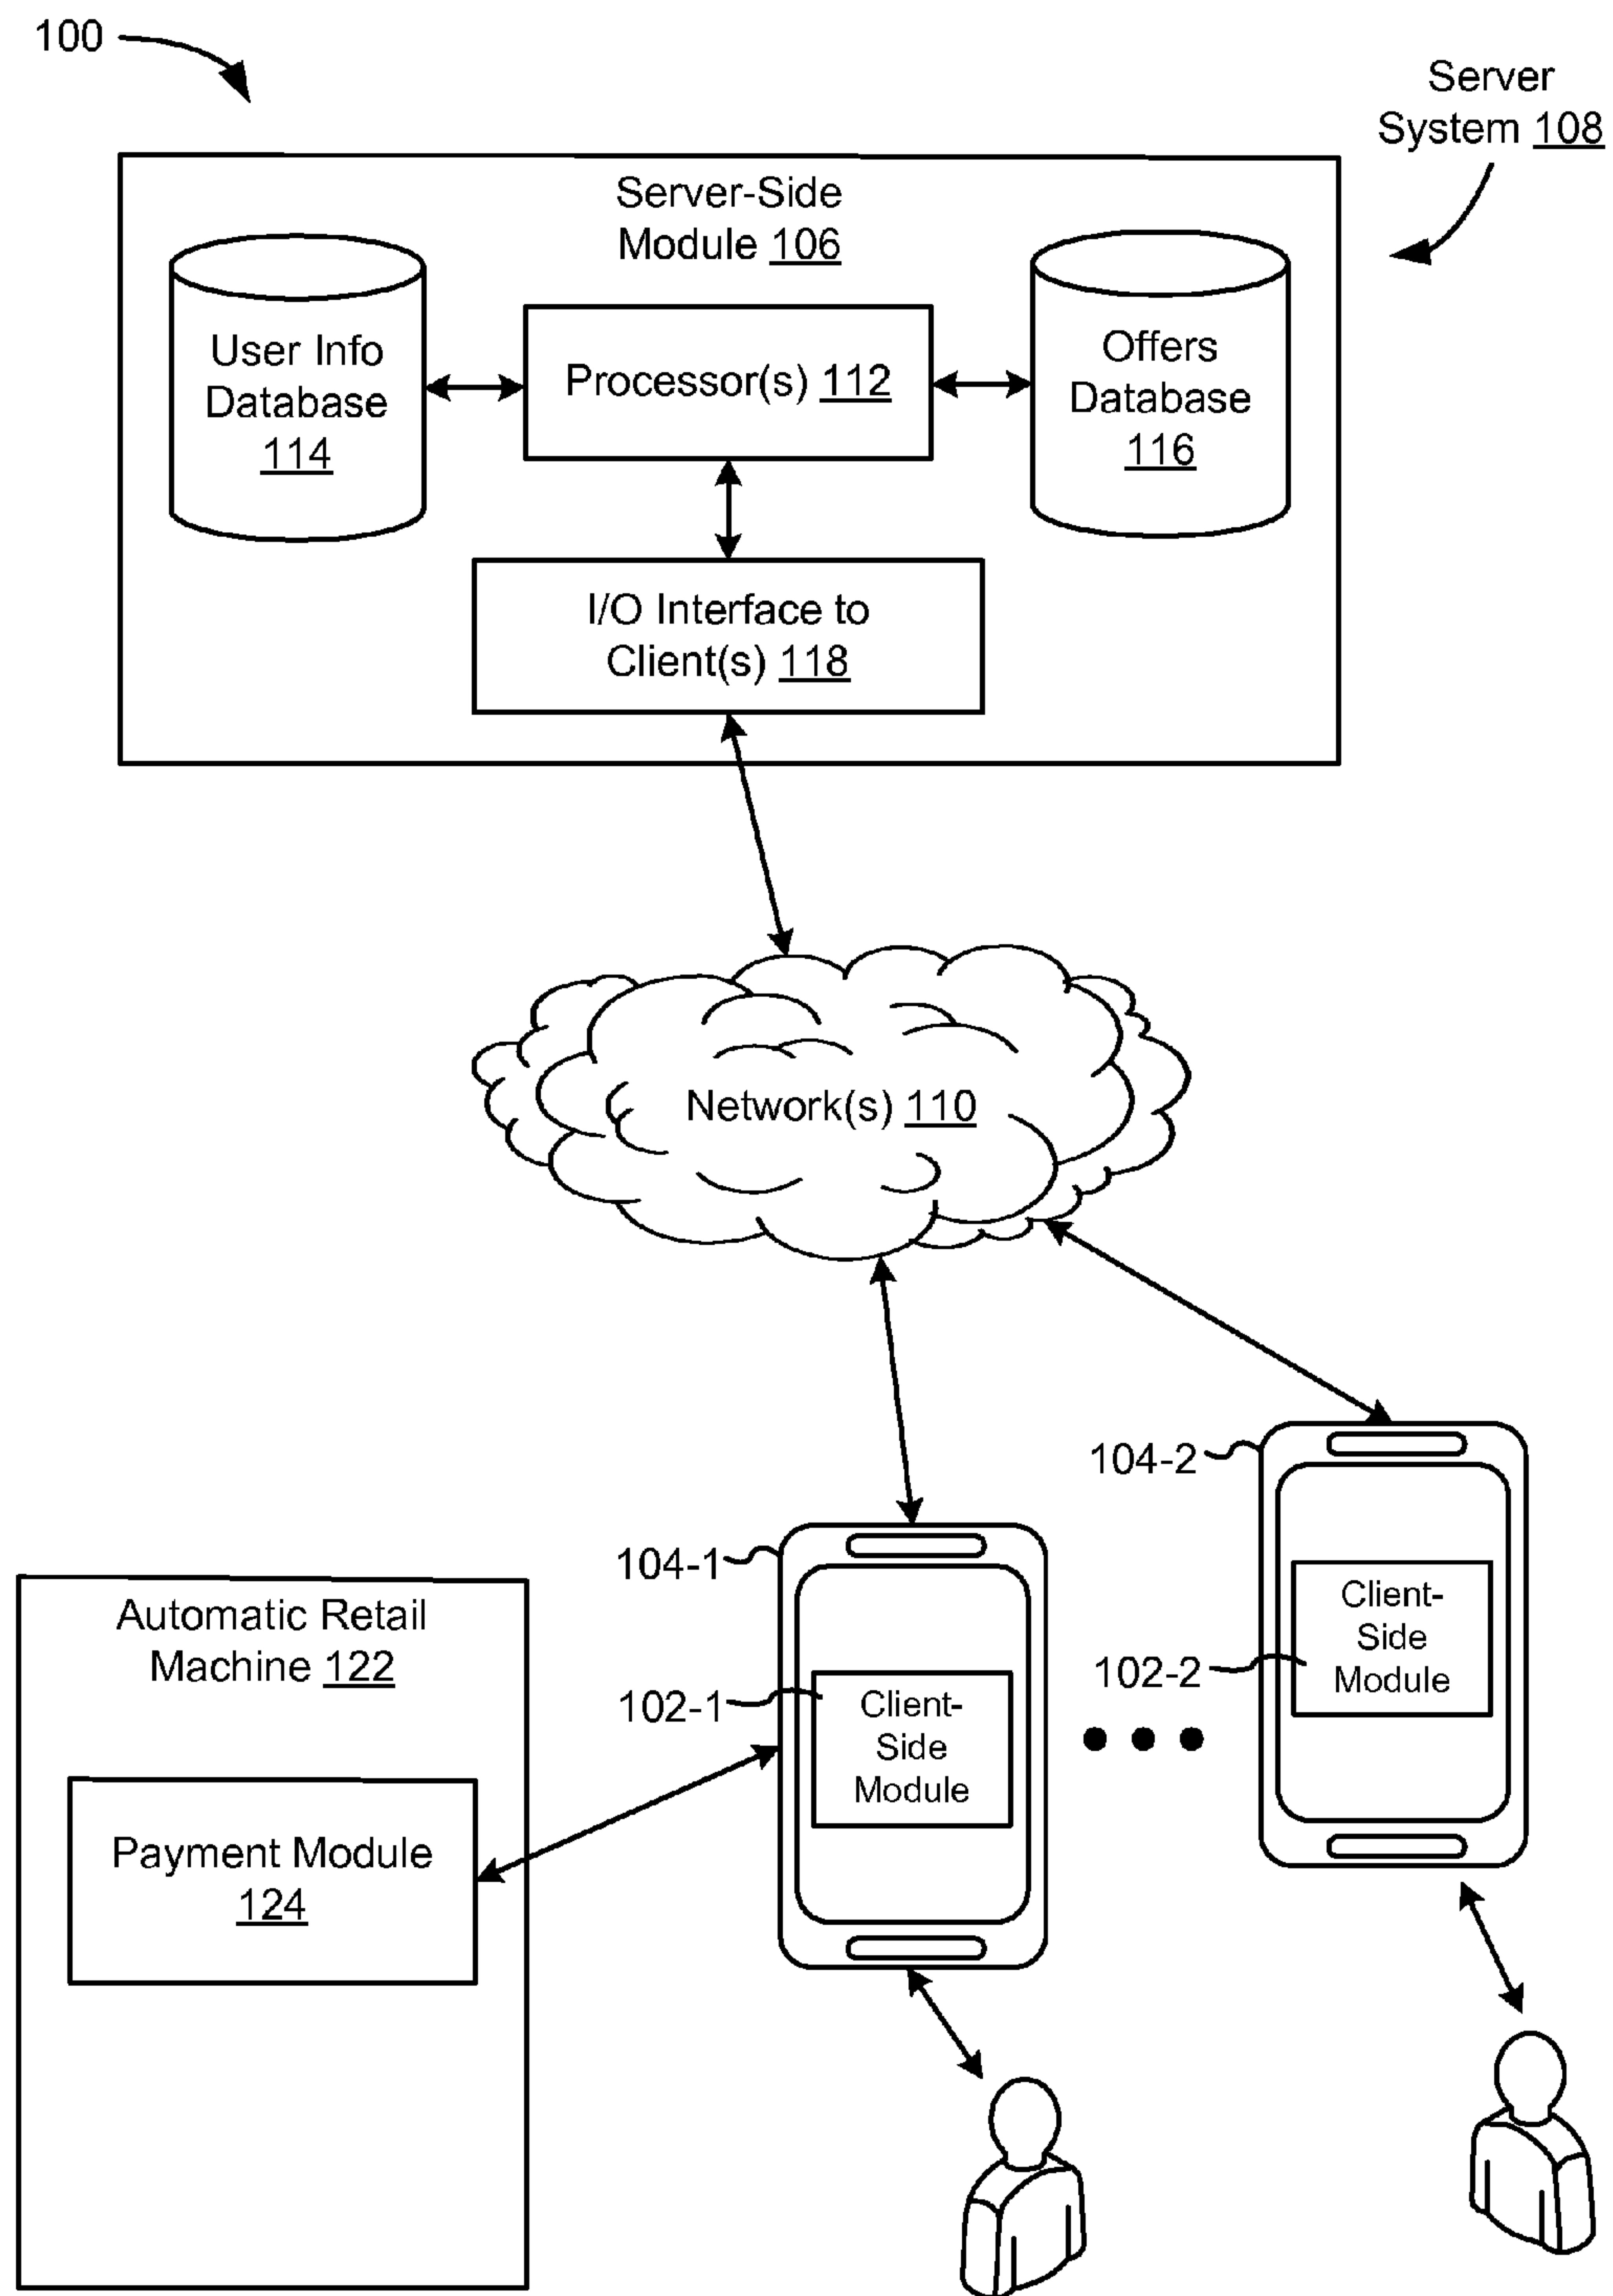 100
Server
System 108
Server-Side
Module 106
User Info
Database
114
Processor(s) 112
Offers
Database
116
I/O Interface to
Client(s) 118
Network(s) 110
104-2
Client-
Side
Module
102-2
104-1
Client-
Side
Module
102-1
Automatic Retail
Machine 122
Payment Module
124